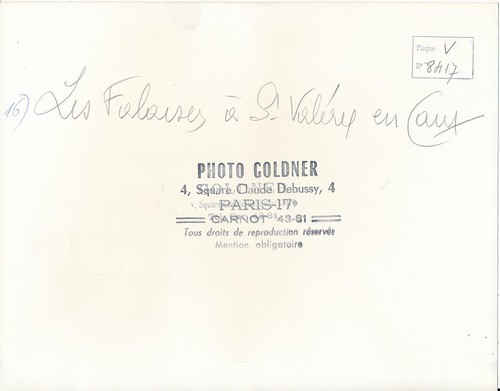 Plaque V
N° 8417
16) Les Falaises à St Valéry en Caux
PHOTO GOLDNER
4, Square Claude Debussy, 4
PARIS-17e
CARNOT 43-81
Tous droits de reproduction réservés
Mention obligatoire